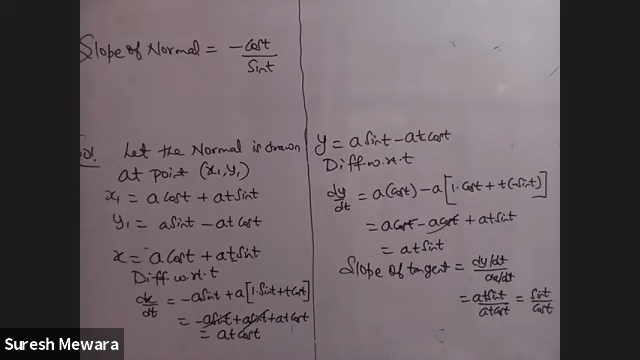 Slope of Normal = -cost/sint
Sol. Let the Normal is drawn
at point (x₁, y₁)
x₁ = a cost + at sint
y₁ = a sint - at cost
x = a cost + at sint
Diff. w.r.t. t
dx/dt = -a sint + a[1.sint + t cost]
= -a sint + a sint + at cost
= at cost
y = a sint - at cost
Diff. w.r.t. t
dy/dt = a(cost) - a[1.cost + t(-sint)]
= a cost - a cost + at sint
= at sint
Slope of tangent = dy/dt / dx/dt
= at sint/at cost = sint/cost
Suresh Mewara